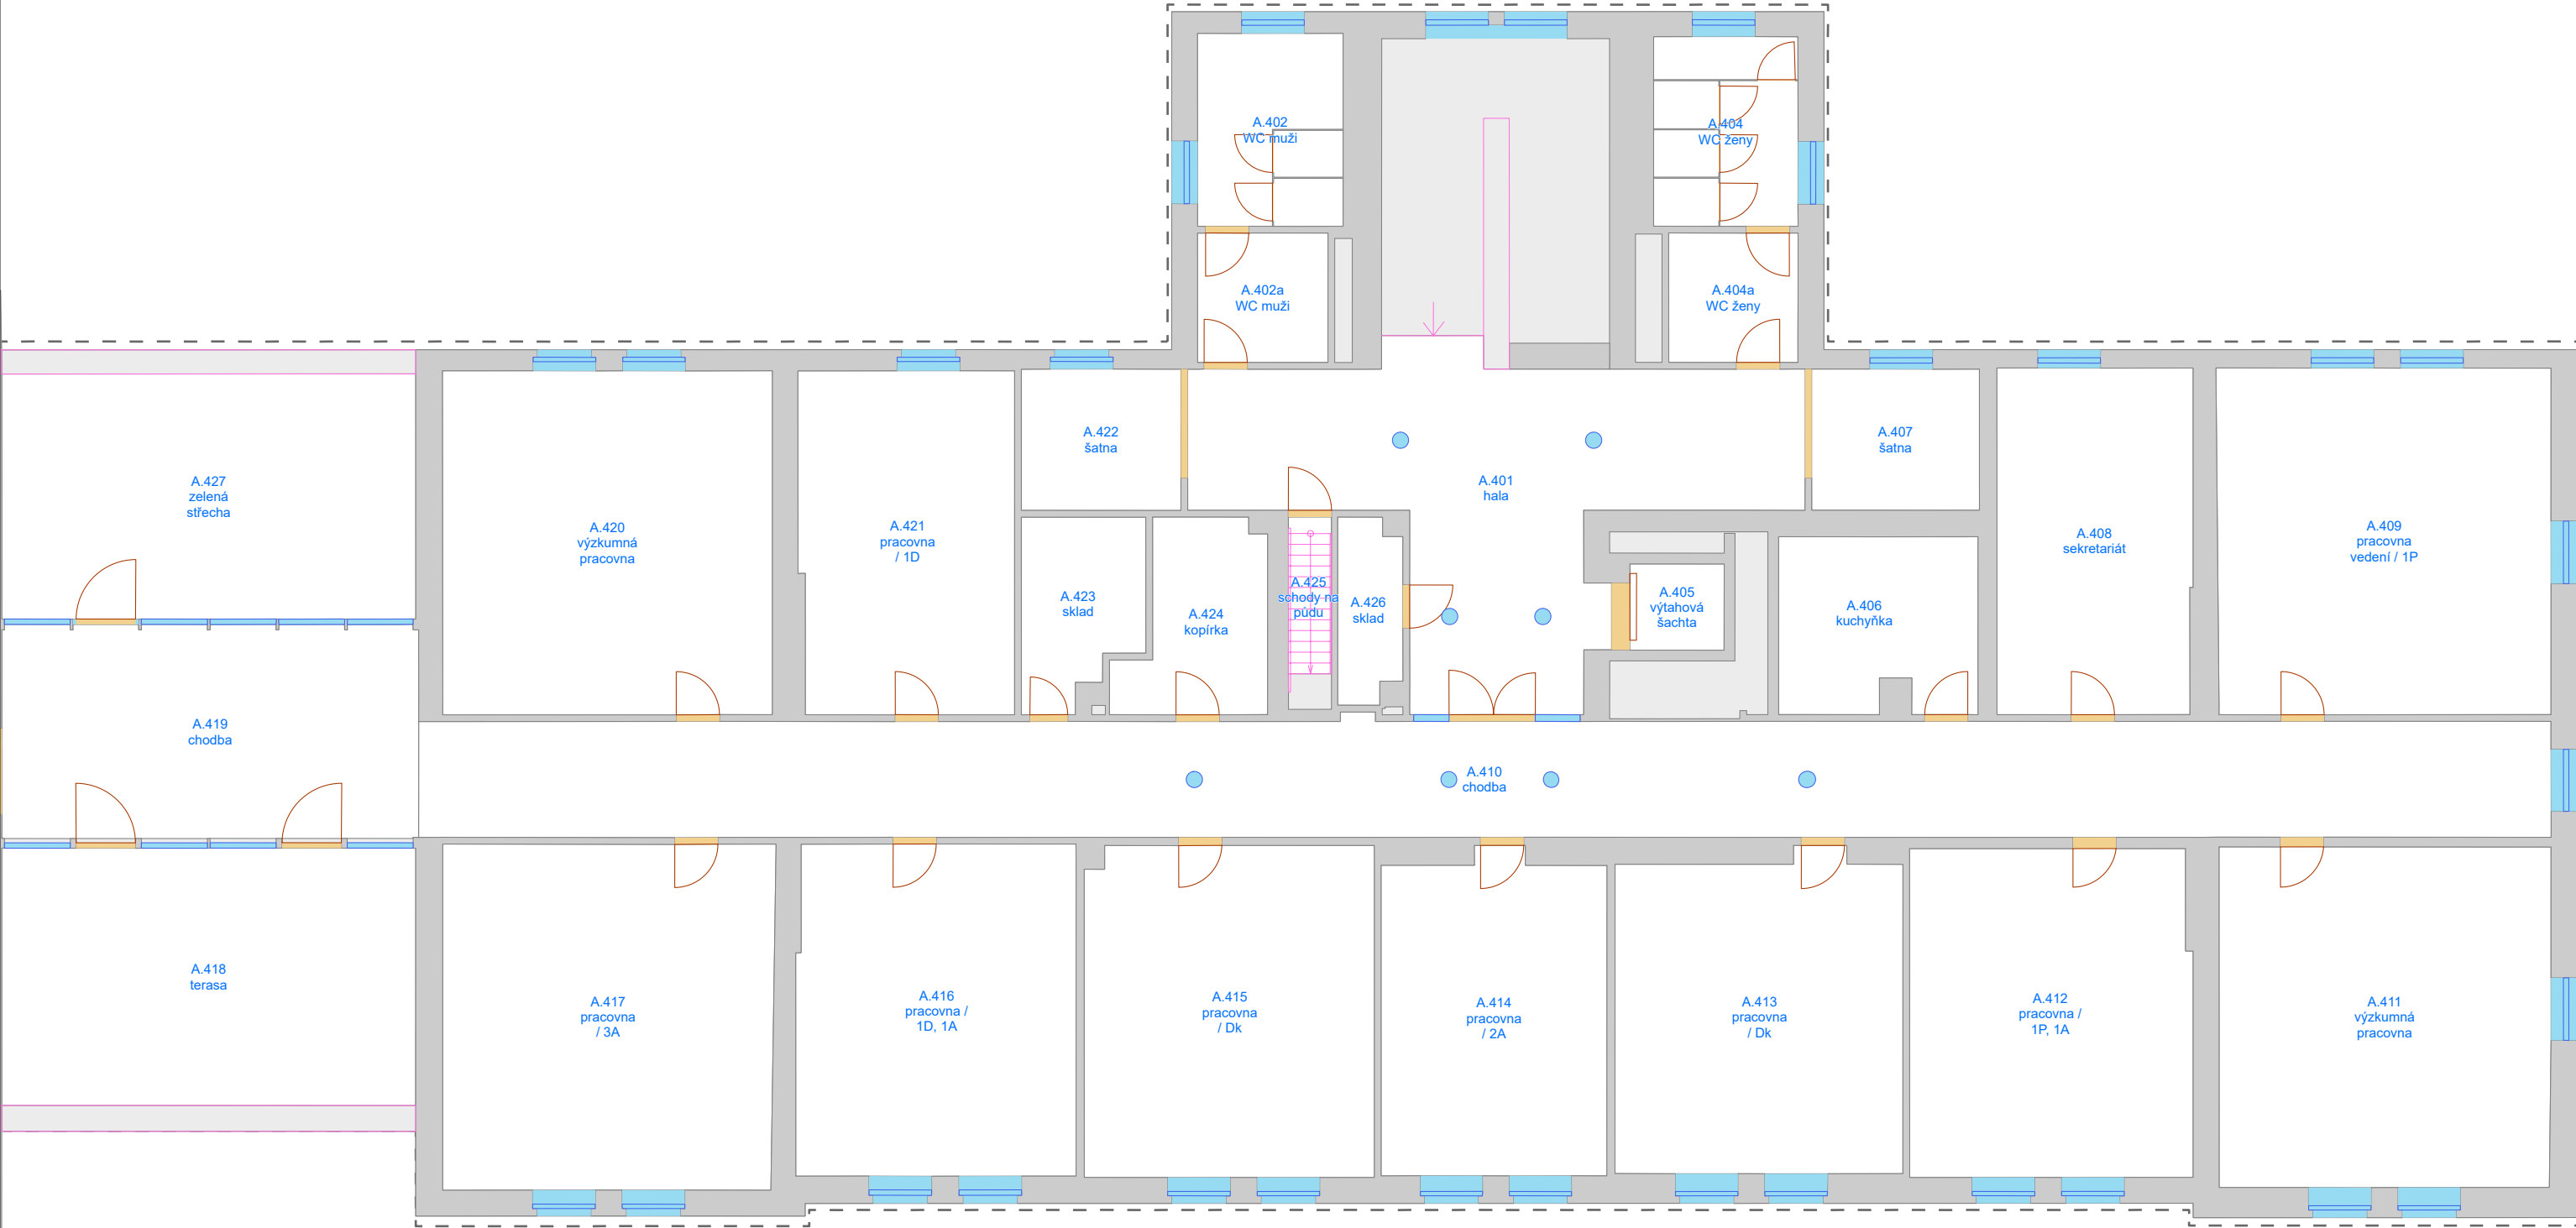 A.402
WC muži
A.404
WC ženy
A.402a
WC muži
A.404a
WC ženy
A.422
šatna
A.407
šatna
A.401
hala
A.427
zelená
střecha
A.420
výzkumná
pracovna
A.421
pracovna
/ 1D
A.408
sekretariát
A.409
pracovna
vedení / 1P
A.423
sklad
A.424
kopírka
A.425
schody na
půdu
A.426
sklad
A.405
výtahová
šachta
A.406
kuchyňka
A.419
chodba
A.410
chodba
A.418
terasa
A.417
pracovna
/ 3A
A.416
pracovna /
1D, 1A
A.415
pracovna
/ Dk
A.414
pracovna
/ 2A
A.413
pracovna
/ Dk
A.412
pracovna /
1P, 1A
A.411
výzkumná
pracovna